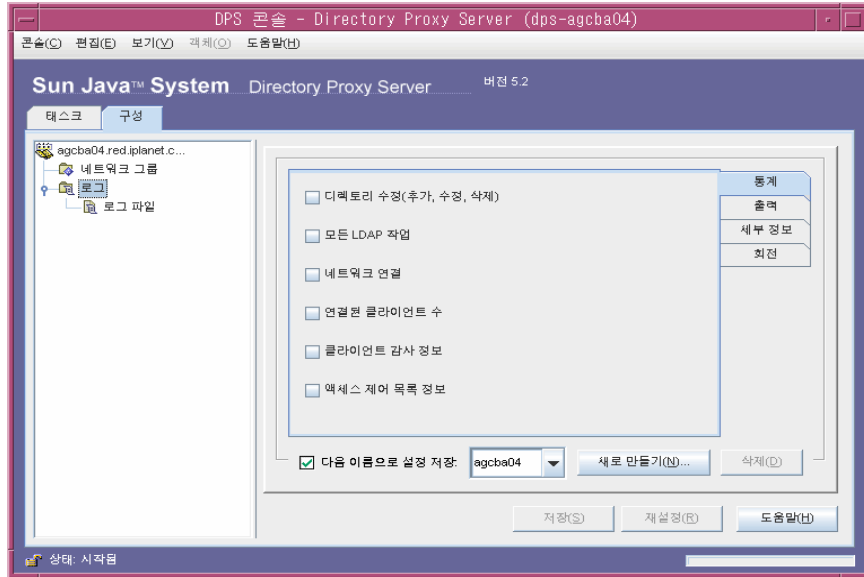 DPS 콘솔 - Directory Proxy Server (dps-agcba04)
콘솔(C) 편집(E) 보기(V) 객체(O) 도움말(H)
Sun Java™ System Directory Proxy Server 버전 5.2
태스크 구성
agcba04.red.iplanet.c...
네트워크 그룹
로그
로그 파일
디렉토리 수정(추가, 수정, 삭제)
모든 LDAP 작업
네트워크 연결
연결된 클라이언트 수
클라이언트 감사 정보
액세스 제어 목록 정보
통계
출력
세부 정보
회전
다음 이름으로 설정 저장: agcba04 새로 만들기(N)... 삭제(D)
저장(S) 재설정(R) 도움말(H)
상태: 시작됨